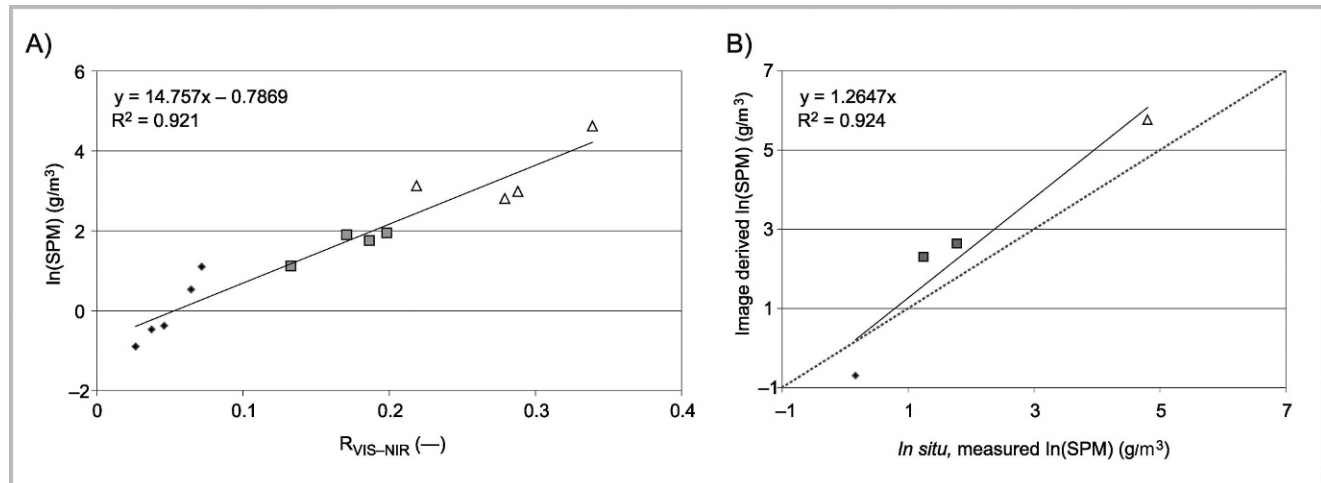 A)
y = 14.757x – 0.7869
R² = 0.921
6
4
2
0
–2
0
0.1
0.2
0.3
0.4
ln(SPM) (g/m³)
R_VIS–NIR (—)
B)
y = 1.2647x
R² = 0.924
7
5
3
1
–1
–1
1
3
5
7
Image derived ln(SPM) (g/m³)
In situ, measured ln(SPM) (g/m³)